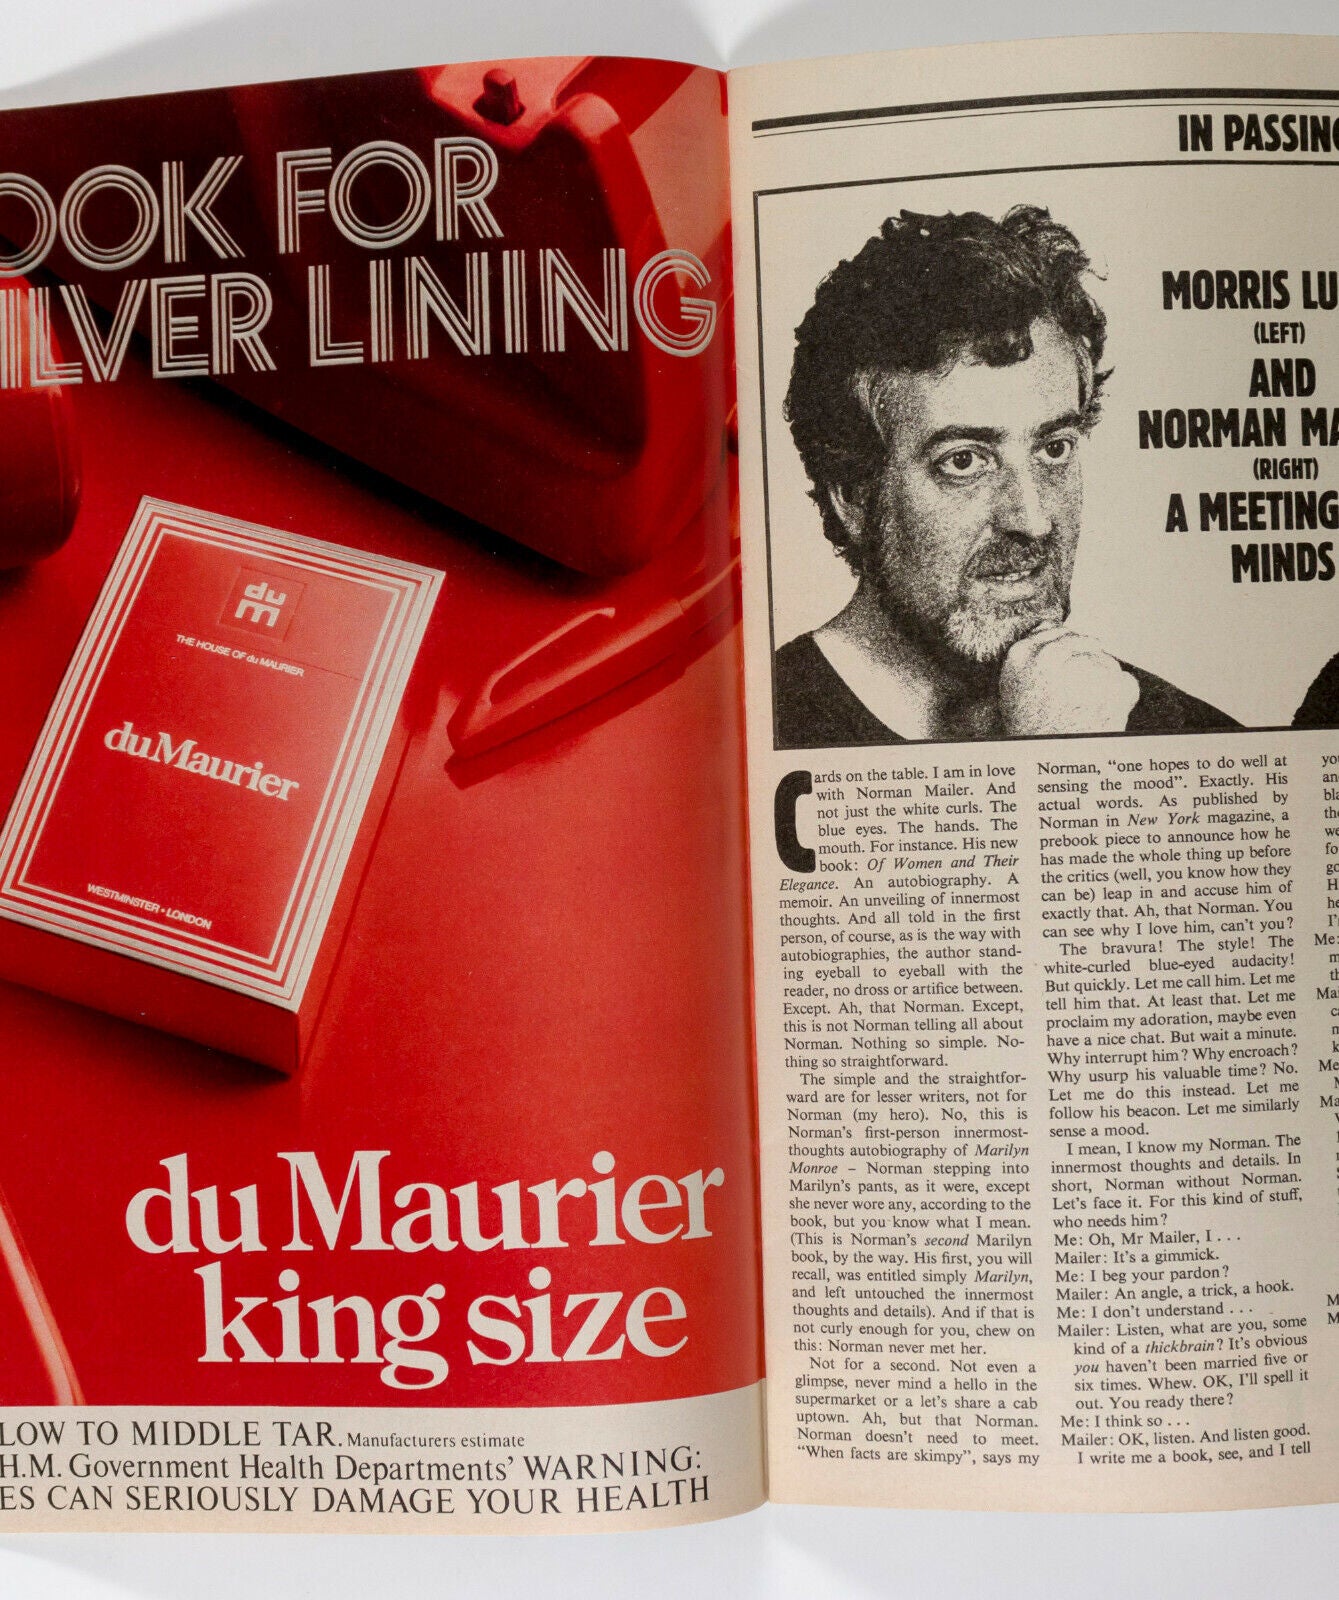 OOK FOR
ILVER LINING
du
m
THE HOUSE OF du MAURIER
du Maurier
WESTMINSTER • LONDON
du Maurier
king size
LOW TO MIDDLE TAR. Manufacturers estimate
H.M. Government Health Departments' WARNING:
ES CAN SERIOUSLY DAMAGE YOUR HEALTH
IN PASSING
MORRIS LU
(LEFT)
AND
NORMAN MA
(RIGHT)
A MEETING
MINDS
Cards on the table. I am in love
with Norman Mailer. And
not just the white curls. The
blue eyes. The hands. The
mouth. For instance. His new
book: Of Women and Their
Elegance. An autobiography. A
memoir. An unveiling of innermost
thoughts. And all told in the first
person, of course, as is the way with
autobiographies, the author stand-
ing eyeball to eyeball with the
reader, no dross or artifice between.
Except. Ah, that Norman. Except,
this is not Norman telling all about
Norman. Nothing so simple. No-
thing so straightforward.
The simple and the straightfor-
ward are for lesser writers, not for
Norman (my hero). No, this is
Norman's first-person innermost-
thoughts autobiography of Marilyn
Monroe – Norman stepping into
Marilyn's pants, as it were, except
she never wore any, according to the
book, but you know what I mean.
(This is Norman's second Marilyn
book, by the way. His first, you will
recall, was entitled simply Marilyn,
and left untouched the innermost
thoughts and details). And if that is
not curly enough for you, chew on
this: Norman never met her.
Not for a second. Not even a
glimpse, never mind a hello in the
supermarket or a let's share a cab
uptown. Ah, but that Norman.
Norman doesn't need to meet.
"When facts are skimpy", says my
Norman, "one hopes to do well at
sensing the mood". Exactly. His
actual words. As published by
Norman in New York magazine, a
prebook piece to announce how he
has made the whole thing up before
the critics (well, you know how they
can be) leap in and accuse him of
exactly that. Ah, that Norman. You
can see why I love him, can't you?
The bravura! The style! The
white-curled blue-eyed audacity!
But quickly. Let me call him. Let me
tell him that. At least that. Let me
proclaim my adoration, maybe even
have a nice chat. But wait a minute.
Why interrupt him? Why encroach?
Why usurp his valuable time? No.
Let me do this instead. Let me
follow his beacon. Let me similarly
sense a mood.
I mean, I know my Norman. The
innermost thoughts and details. In
short, Norman without Norman.
Let's face it. For this kind of stuff,
who needs him?
Me: Oh, Mr Mailer, I . . .
Mailer: It's a gimmick.
Me: I beg your pardon?
Mailer: An angle, a trick, a hook.
Me: I don't understand . . .
Mailer: Listen, what are you, some
kind of a thickbrain? It's obvious
you haven't been married five or
six times. Whew. OK, I'll spell it
out. You ready there?
Me: I think so . . .
Mailer: OK, listen. And listen good.
I write me a book, see, and I tell